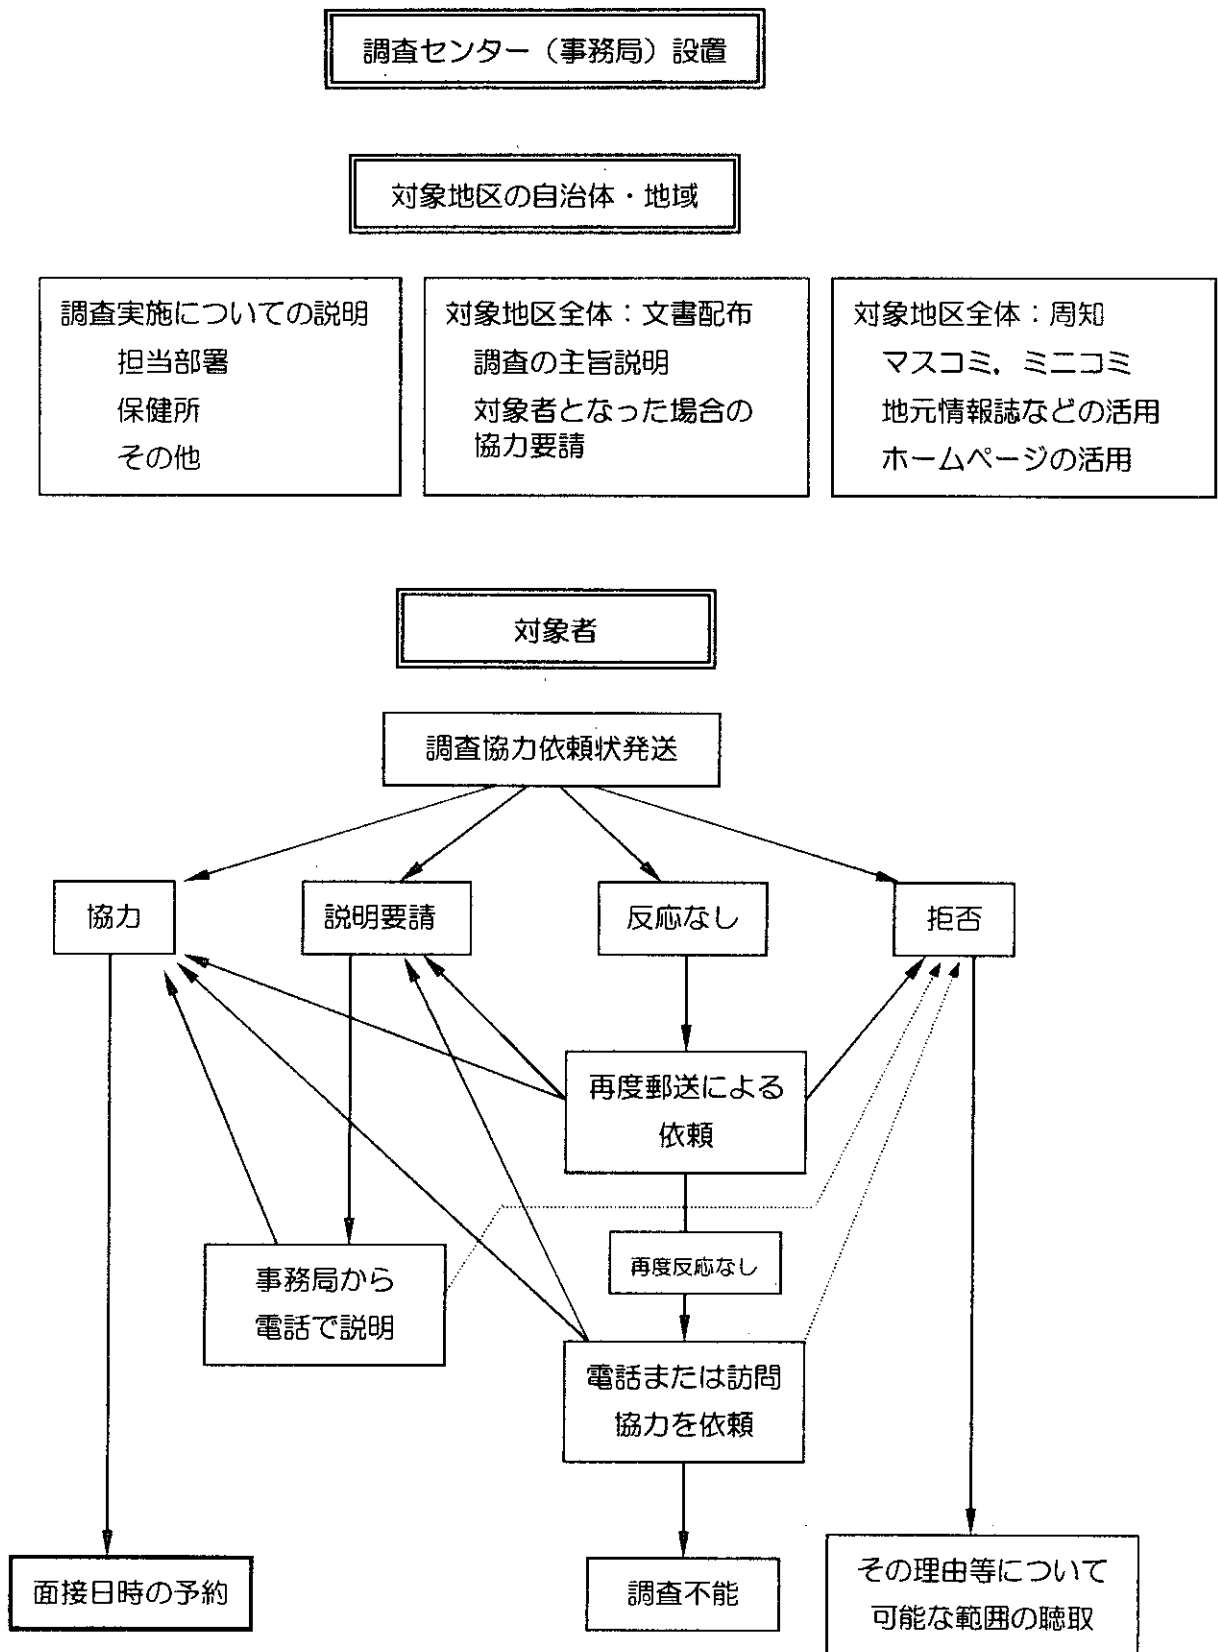 調査センター（事務局）設置
対象地区の自治体・地域
調査実施についての説明
担当部署
保健所
その他
対象地区全体：文書配布
調査の主旨説明
対象者となった場合の
協力要請
対象地区全体：周知
マスコミ，ミニコミ
地元情報誌などの活用
ホームページの活用
対象者
調査協力依頼状発送
協力
説明要請
反応なし
拒否
再度郵送による
依頼
再度反応なし
事務局から
電話で説明
電話または訪問
協力を依頼
面接日時の予約
調査不能
その理由等について
可能な範囲の聴取